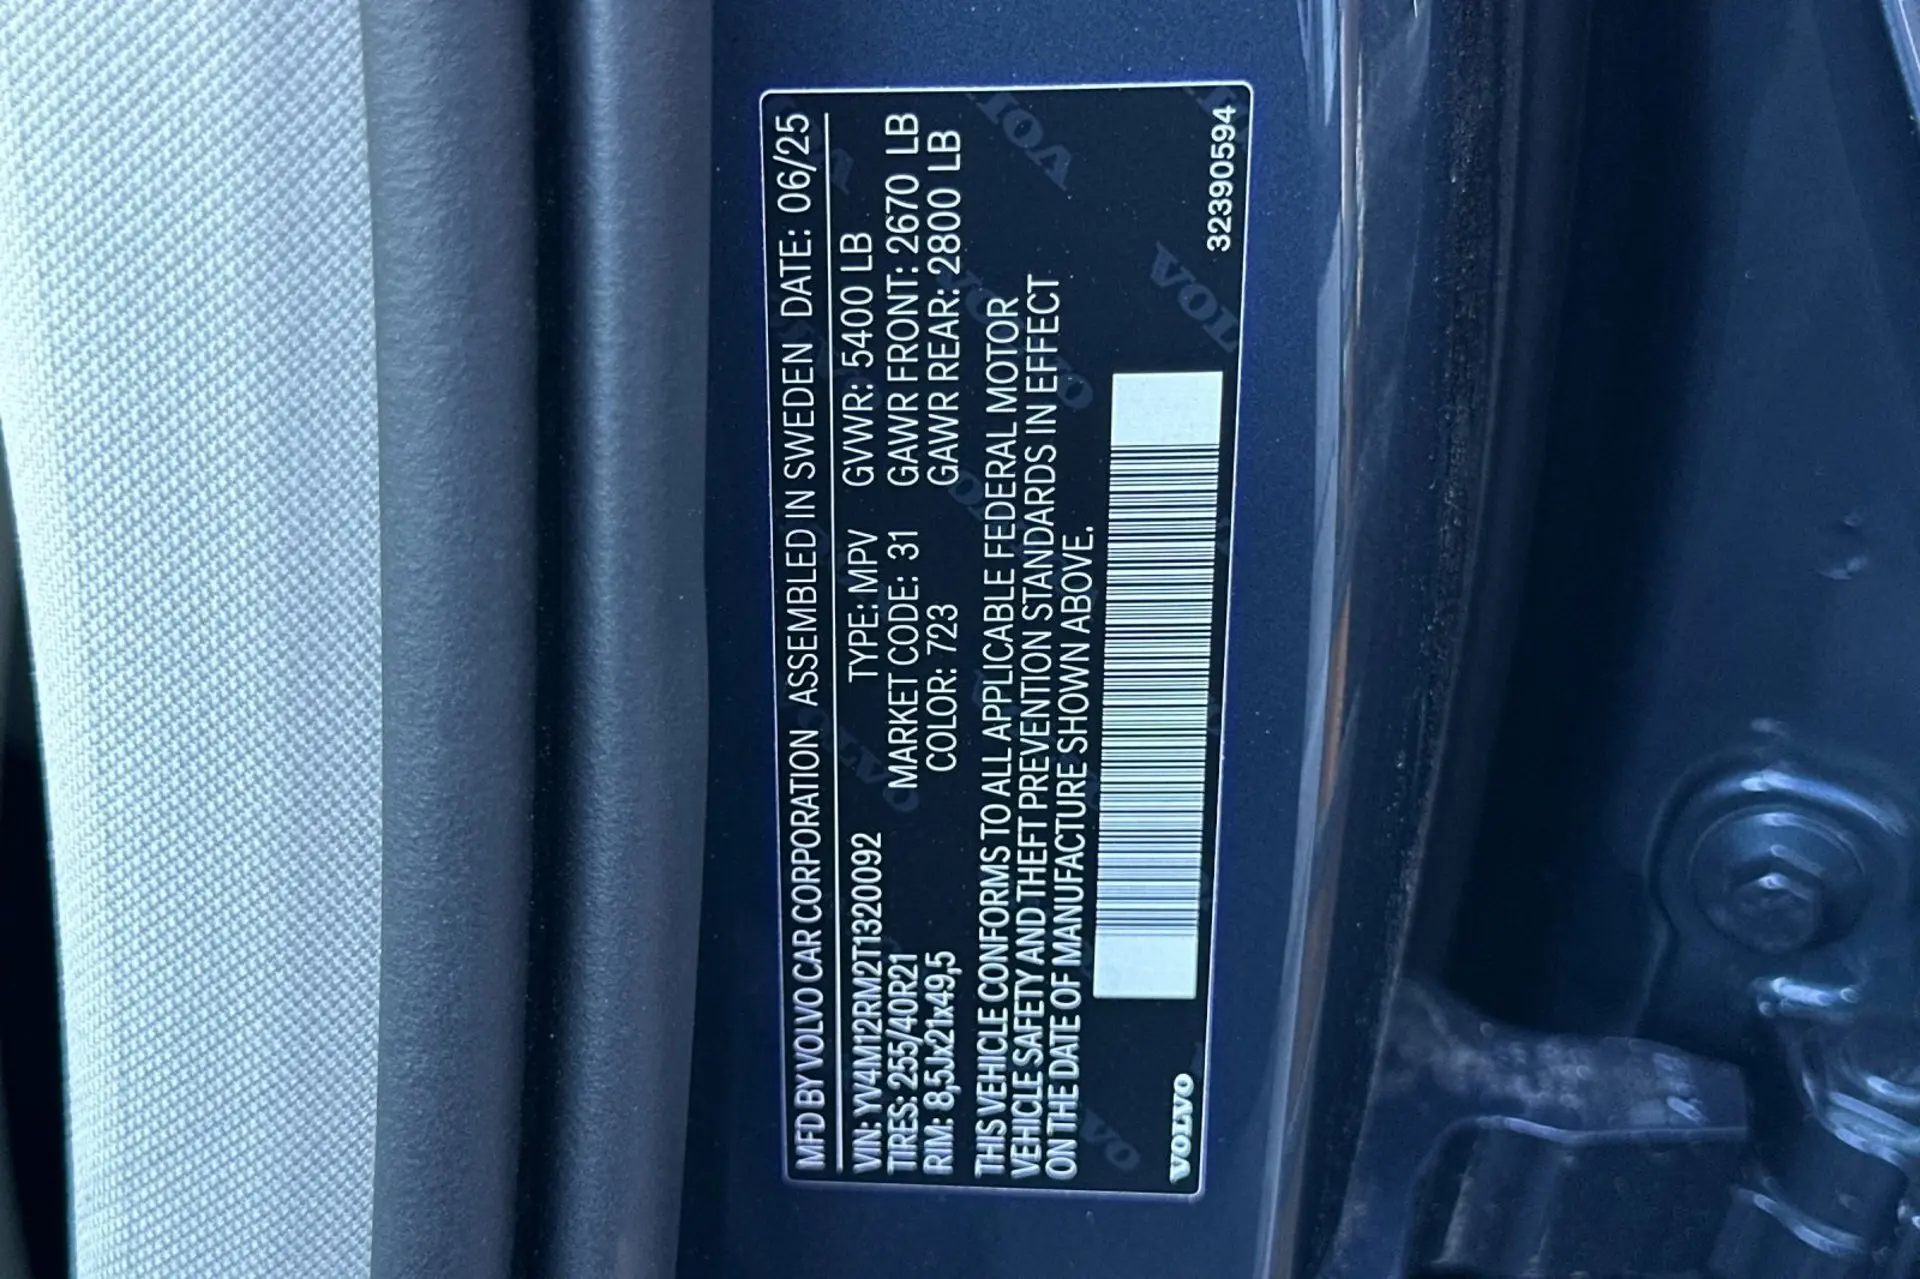 MFD BY VOLVO CAR CORPORATION ASSEMBLED IN SWEDEN DATE: 06/25
VIN: YV4M12RM2T1320092 TYPE: MPV GVWR: 5400 LB
TIRES: 255/40R21 MARKET CODE: 31 GAWR FRONT: 2670 LB
RIM: 8,5Jx21x49,5 COLOR: 723 GAWR REAR: 2800 LB
THIS VEHICLE CONFORMS TO ALL APPLICABLE FEDERAL MOTOR
VEHICLE SAFETY AND THEFT PREVENTION STANDARDS IN EFFECT
ON THE DATE OF MANUFACTURE SHOWN ABOVE.
VOLVO 32390594